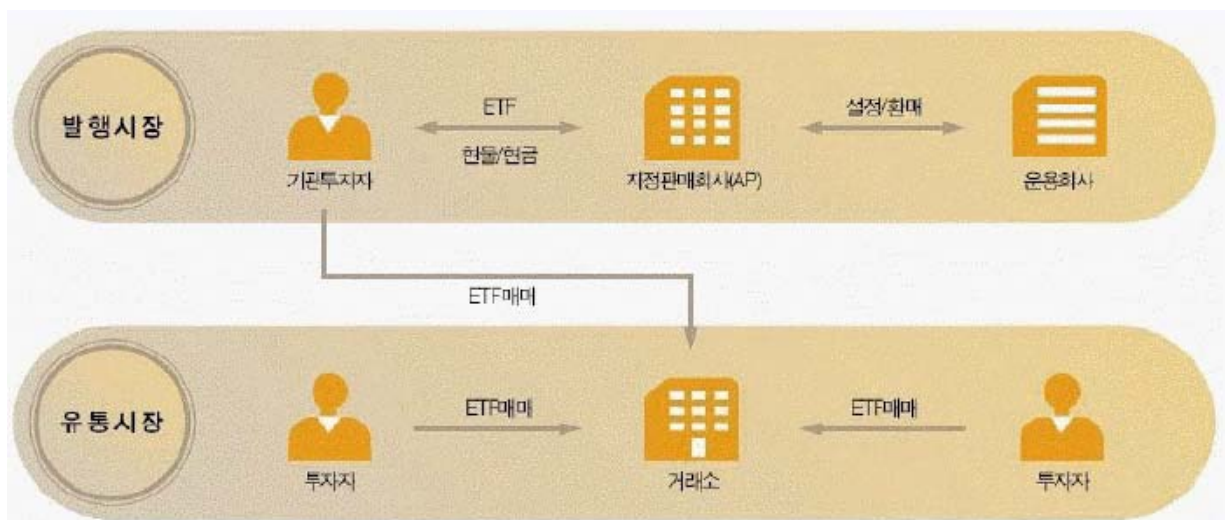 발행시장
ETF
현물/현금
설정/환매
기관투자자
지정판매회사(AP)
운용회사
ETF매매
유통시장
ETF매매
ETF매매
투자자
거래소
투자자